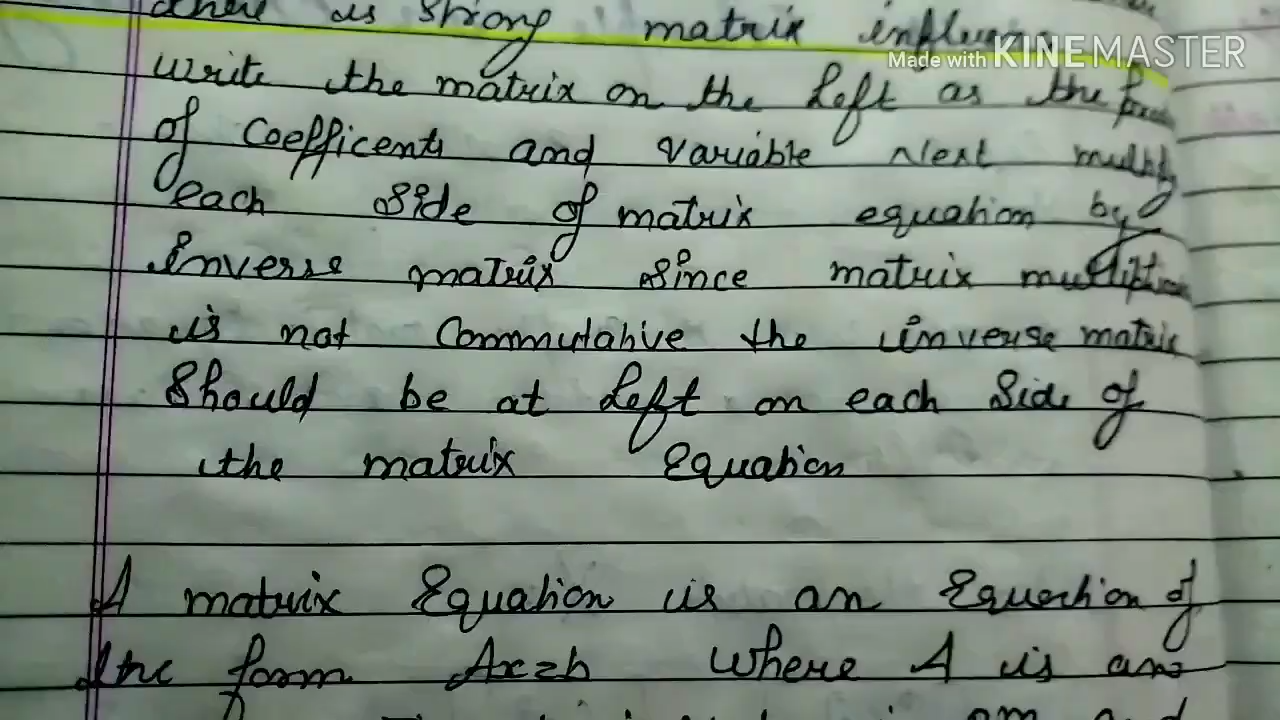 there is strong matrix
Made with KINEMASTER
write the matrix on the left as the
of Coefficents and variable Next multiply
each side of matrix equation by
inverse matrix since matrix
is not Commutative the inverse matric
Should be at left on each Side of
the matrix Equation
A matrix Equation is an Equation of
the form Ax=b where A is an